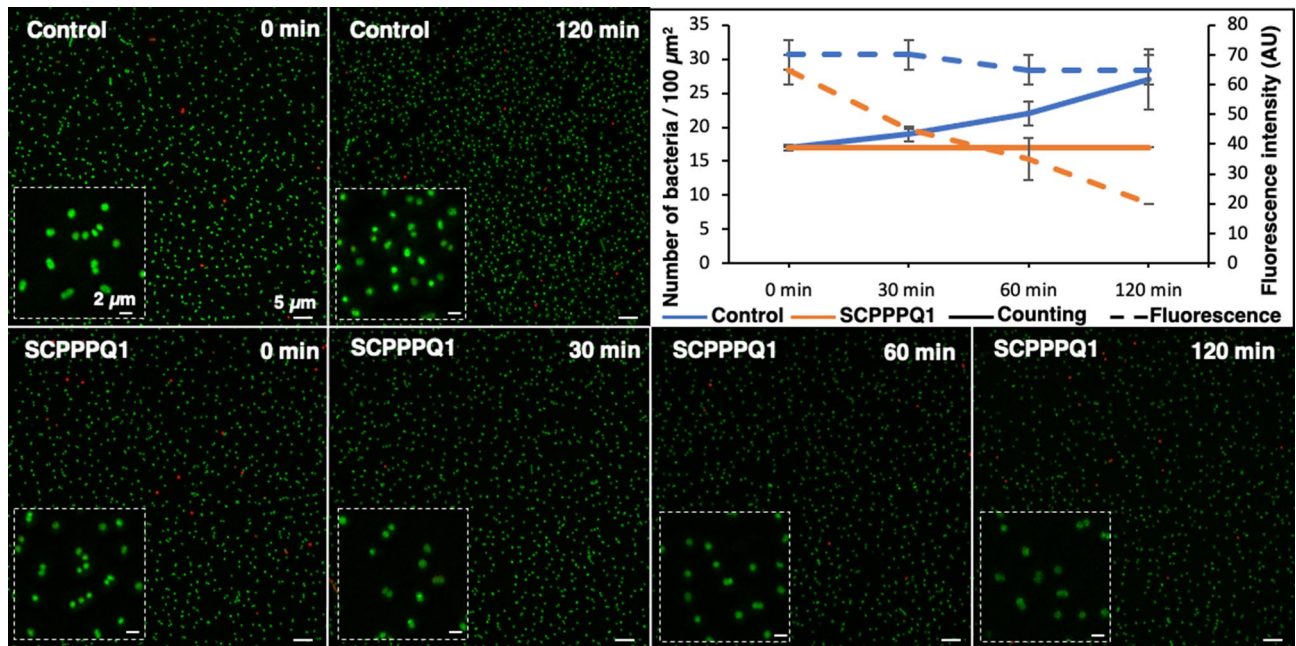 Control 0 min
2 µm
5 µm
Control 120 min
Number of bacteria / 100 µm²
35
30
25
20
15
10
5
0
80
70
60
50
40
30
20
10
0
Fluorescence intensity (AU)
0 min 30 min 60 min 120 min
Control SCPPPQ1 Counting Fluorescence
SCPPPQ1 0 min
SCPPPQ1 30 min
SCPPPQ1 60 min
SCPPPQ1 120 min